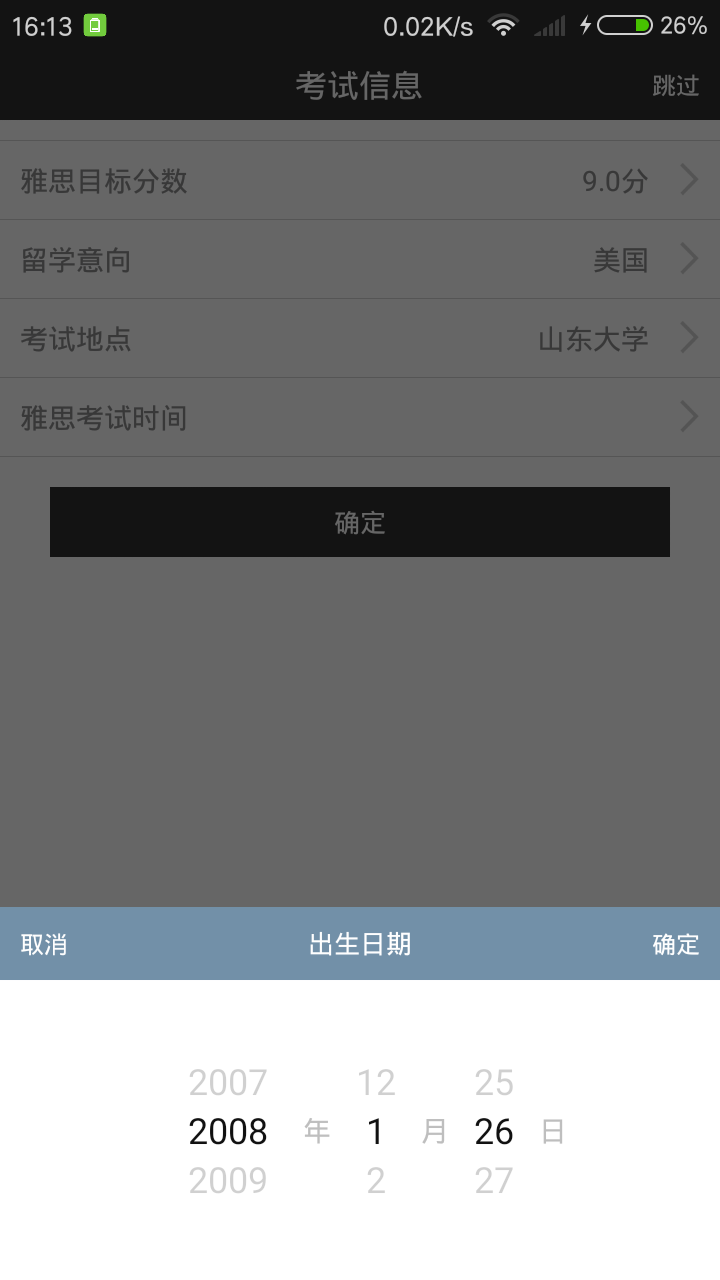 16:13 0.02K/s 26%
考试信息 跳过
雅思目标分数 9.0分
留学意向 美国
考试地点 山东大学
雅思考试时间
确定
取消 出生日期 确定
2007 12 25
2008 年 1 月 26 日
2009 2 27